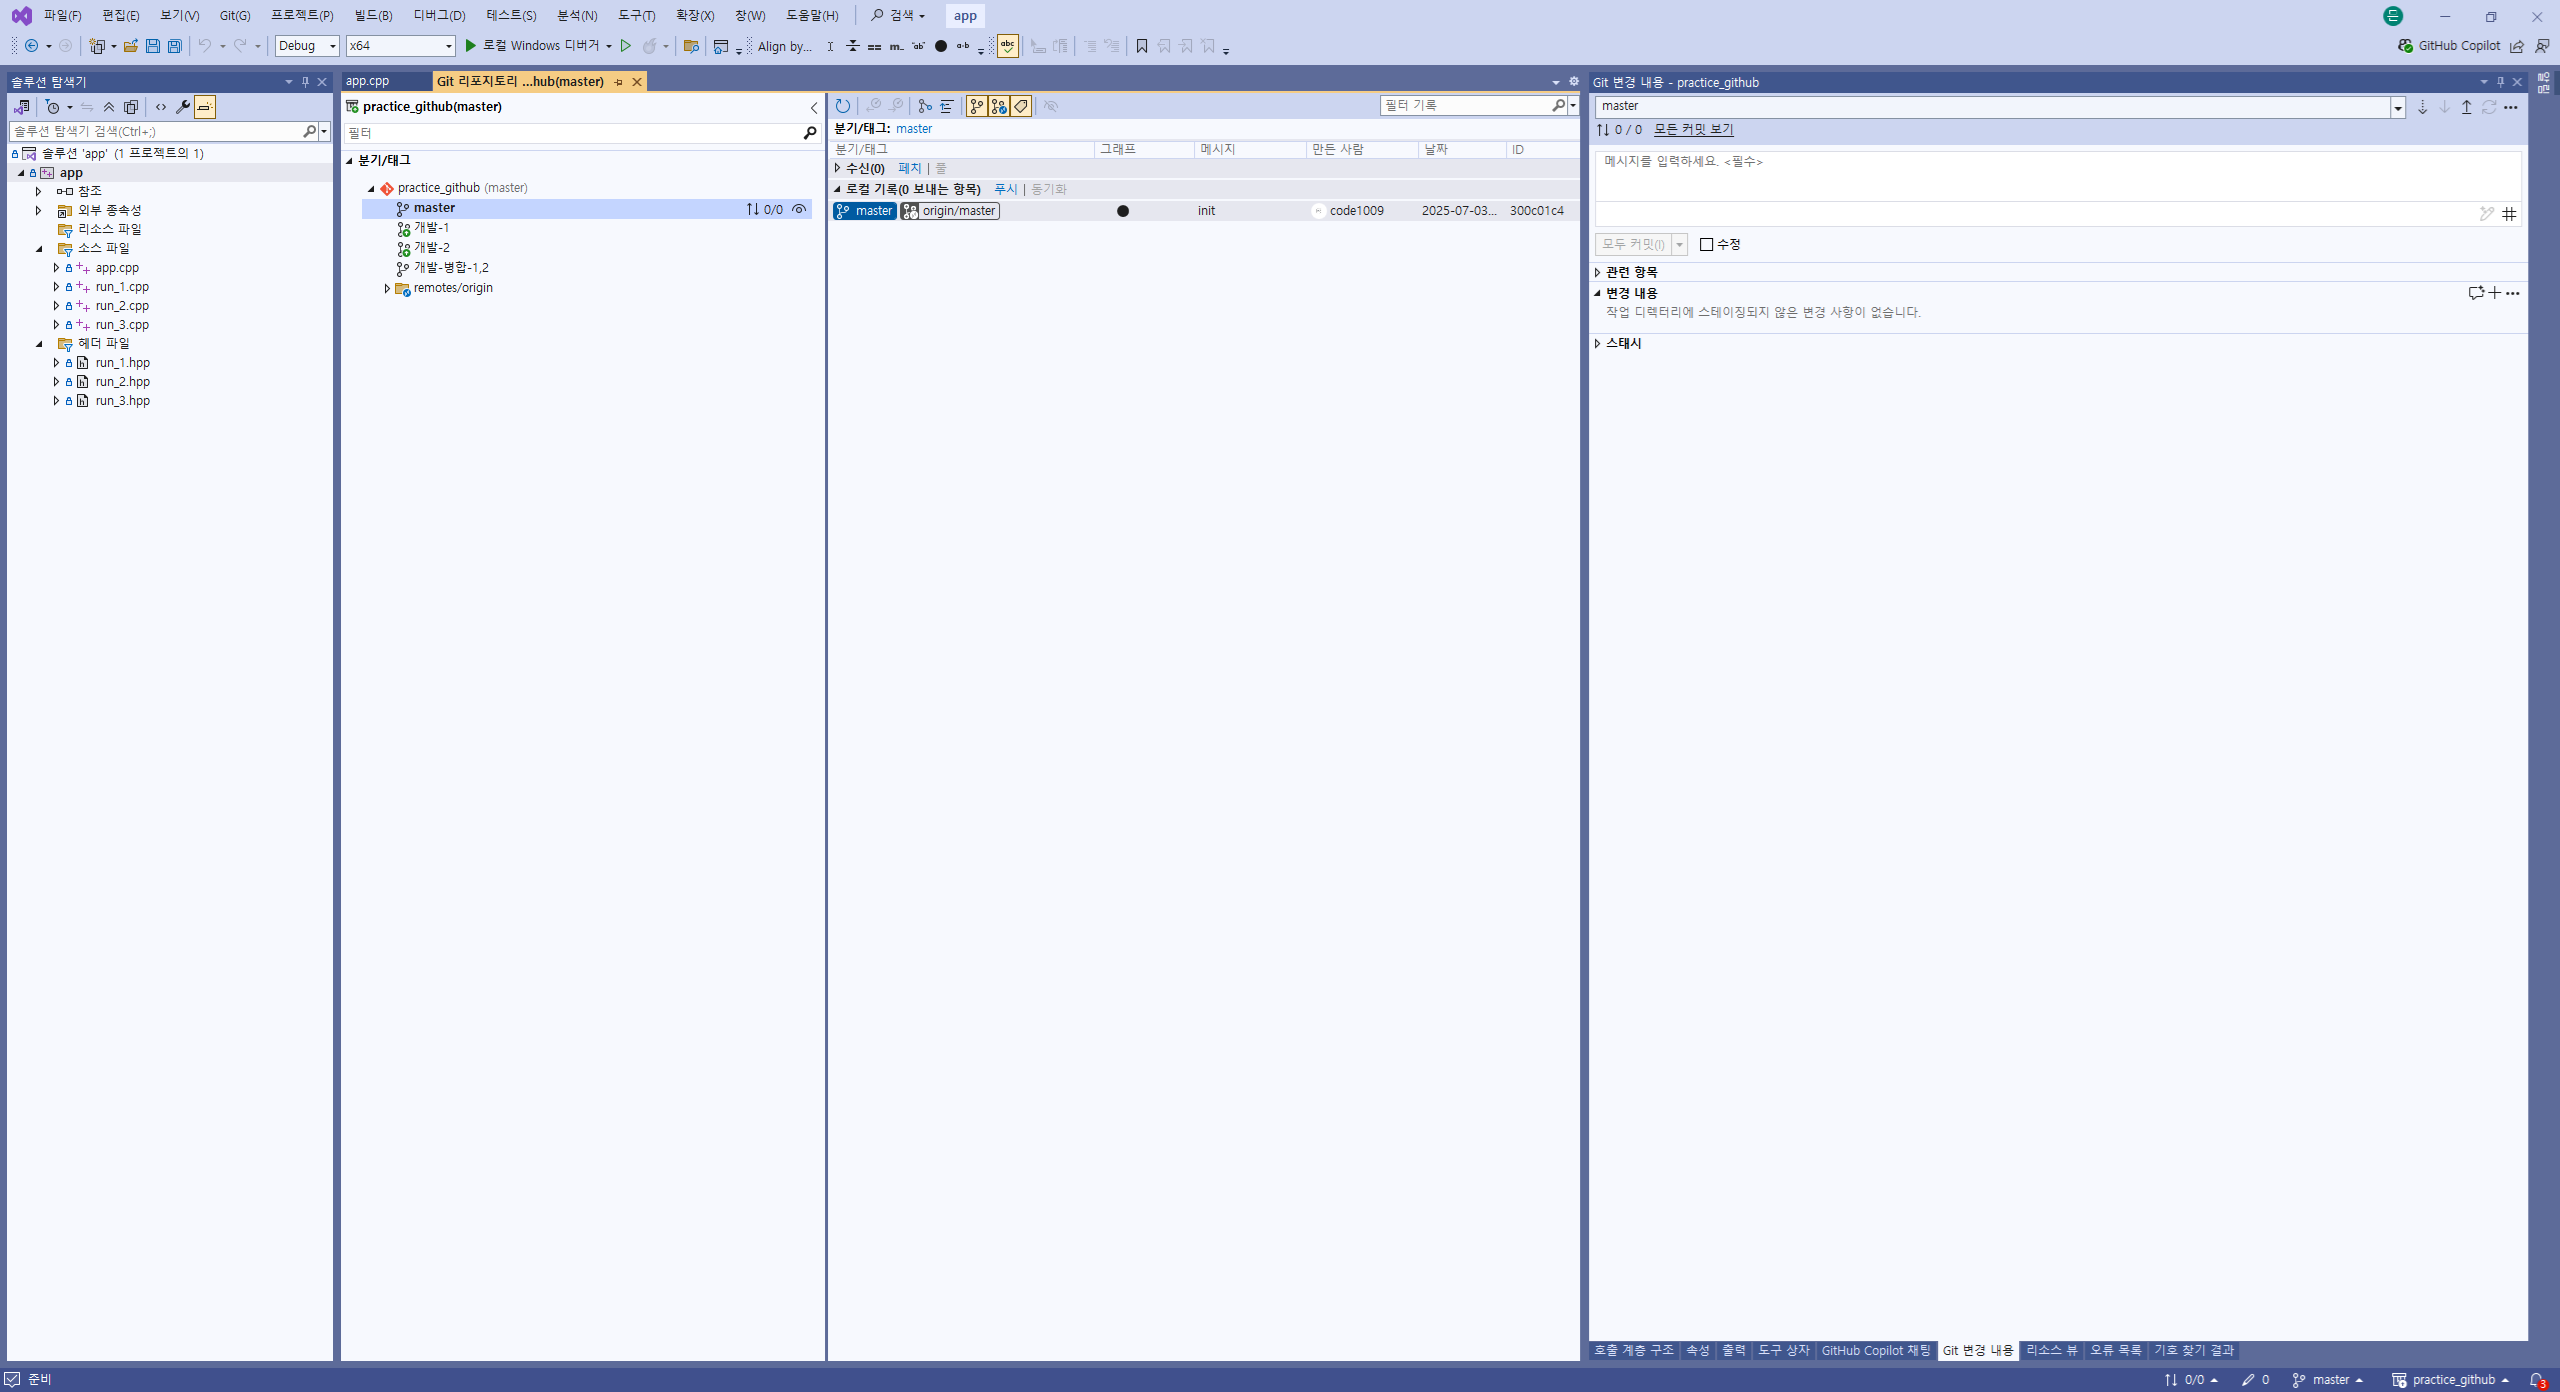 파일(F) 편집(E) 보기(V) Git(G) 프로젝트(P) 빌드(B) 디버그(D) 테스트(S) 분석(N) 도구(T) 확장(X) 창(W) 도움말(H) 검색 app 든
Debug x64 로컬 Windows 디버거 Align by... GitHub Copilot
솔루션 탐색기
솔루션 탐색기 검색(Ctrl+;)
솔루션 'app' (1 프로젝트의 1)
app
참조
외부 종속성
리소스 파일
소스 파일
app.cpp
run_1.cpp
run_2.cpp
run_3.cpp
헤더 파일
run_1.hpp
run_2.hpp
run_3.hpp
app.cpp Git 리포지토리 ...hub(master)
practice_github(master)
필터
분기/태그
practice_github (master)
master 0/0
개발-1
개발-2
개발-병합-1,2
remotes/origin
필터 기록
분기/태그: master
분기/태그 그래프 메시지 만든 사람 날짜 ID
수신(0) 페치 | 풀
로컬 기록(0 보내는 항목) 푸시 | 동기화
master origin/master init code1009 2025-07-03... 300c01c4
Git 변경 내용 - practice_github
master
0 / 0 모든 커밋 보기
메시지를 입력하세요. <필수>
모두 커밋(I) 수정
관련 항목
변경 내용
작업 디렉터리에 스테이징되지 않은 변경 사항이 없습니다.
스태시
호출 계층 구조 속성 출력 도구 상자 GitHub Copilot 채팅 Git 변경 내용 리소스 뷰 오류 목록 기호 찾기 결과
준비 0/0 0 master practice_github 3